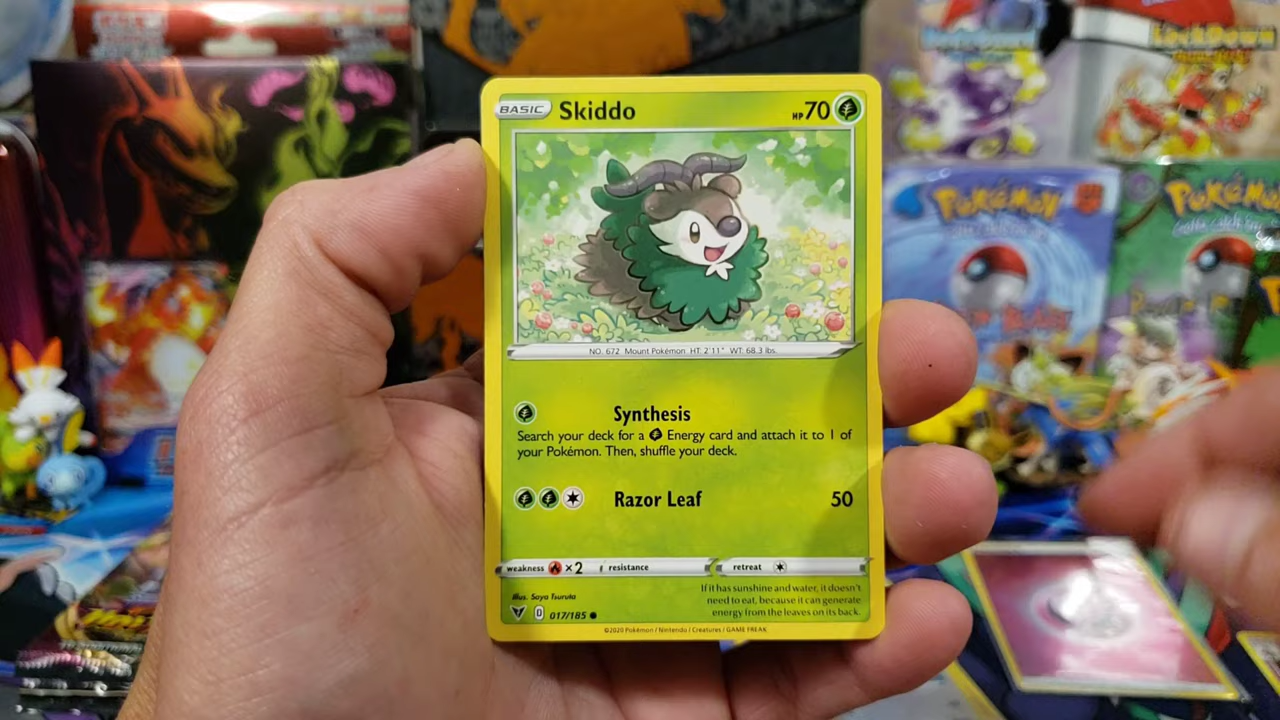 BASIC Skiddo HP 70
NO. 672 Mount Pokémon HT: 2'11" WT: 68.3 lbs.
Synthesis
Search your deck for a Energy card and attach it to 1 of
your Pokémon. Then, shuffle your deck.
Razor Leaf 50
weakness ×2 resistance retreat
Illus. Saya Tsuruta
If it has sunshine and water, it doesn't
need to eat, because it can generate
energy from the leaves on its back.
D 017/185
©2020 Pokémon / Nintendo / Creatures / GAME FREAK
LOCKDOWN
POKéMON
POKéMON